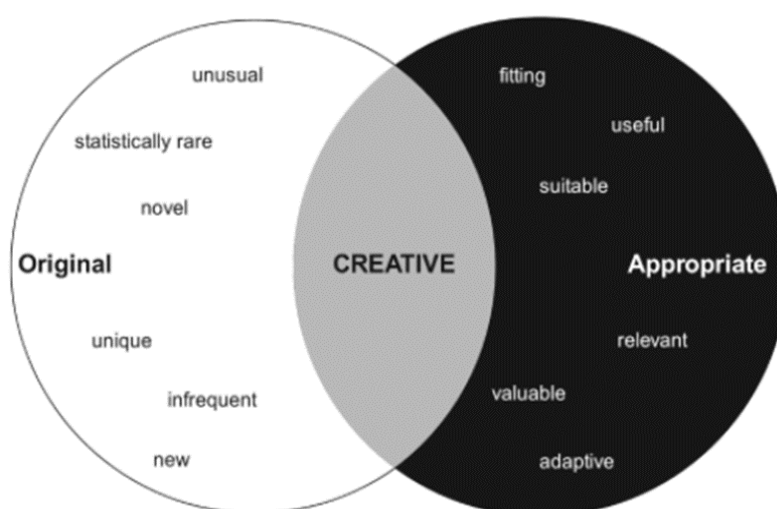 unusual
statistically rare
novel
Original
unique
infrequent
new
CREATIVE
fitting
useful
suitable
Appropriate
relevant
valuable
adaptive